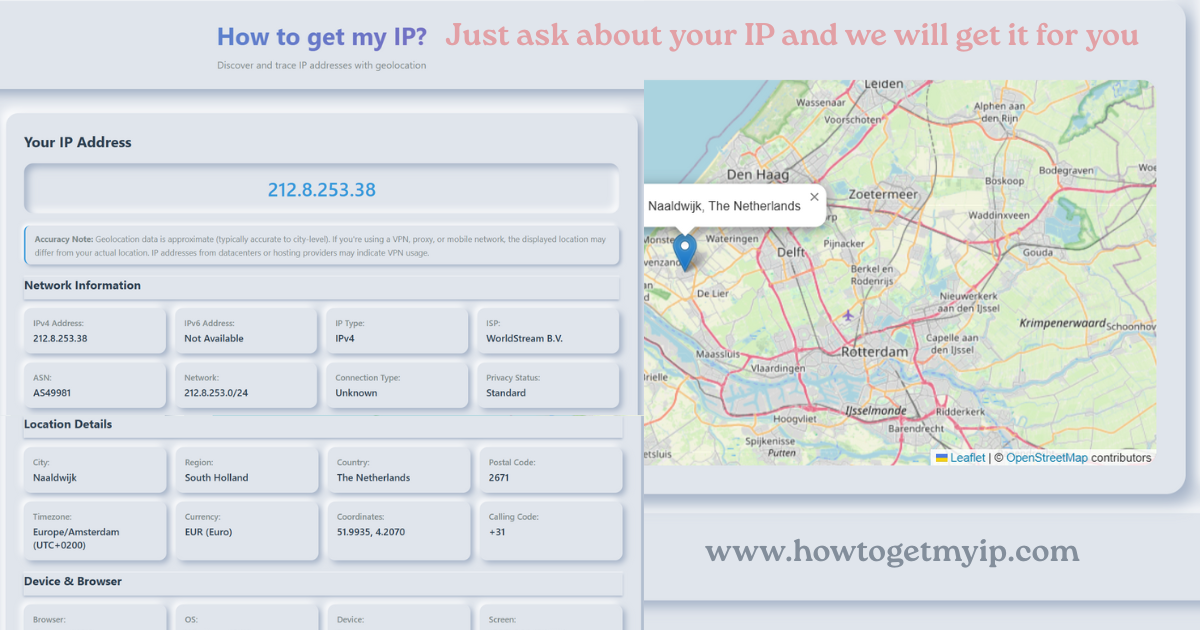 How to get my IP?
Just ask about your IP and we will get it for you
Discover and trace IP addresses with geolocation
Your IP Address
212.8.253.38
Accuracy Note: Geolocation data is approximate (typically accurate to city-level). If you're using a VPN, proxy, or mobile network, the displayed location may
differ from your actual location. IP addresses from datacenters or hosting providers may indicate VPN usage.
Network Information
IPv4 Address:
212.8.253.38
IPv6 Address:
Not Available
IP Type:
IPv4
ISP:
WorldStream B.V.
ASN:
AS49981
Network:
212.8.253.0/24
Connection Type:
Unknown
Privacy Status:
Standard
Location Details
City:
Naaldwijk
Region:
South Holland
Country:
The Netherlands
Postal Code:
2671
Timezone:
Europe/Amsterdam
(UTC+0200)
Currency:
EUR (Euro)
Coordinates:
51.9935, 4.2070
Calling Code:
+31
Device & Browser
Browser:
OS:
Device:
Screen:
Leiden
Wassenaar
Voorschoten
Alphen aan
den Rijn
Den Haag
Zoetermeer
Boskoop
Bodegraven
Naaldwijk, The Netherlands
×
Waddinxveen
Wateringen
Delft
Pijnacker
Gouda
Berkel en
Rodenrijs
De Lier
Nieuwerkerk
aan den IJssel
Krimpenerwaard
Schoonhov
Capelle aan
den IJssel
Maassluis
Rotterdam
Vlaardingen
Hoogvliet
IJsselmonde
Ridderkerk
Barendrecht
Spijkenisse
Putten
Leaflet | © OpenStreetMap contributors
www.howtogetmyip.com